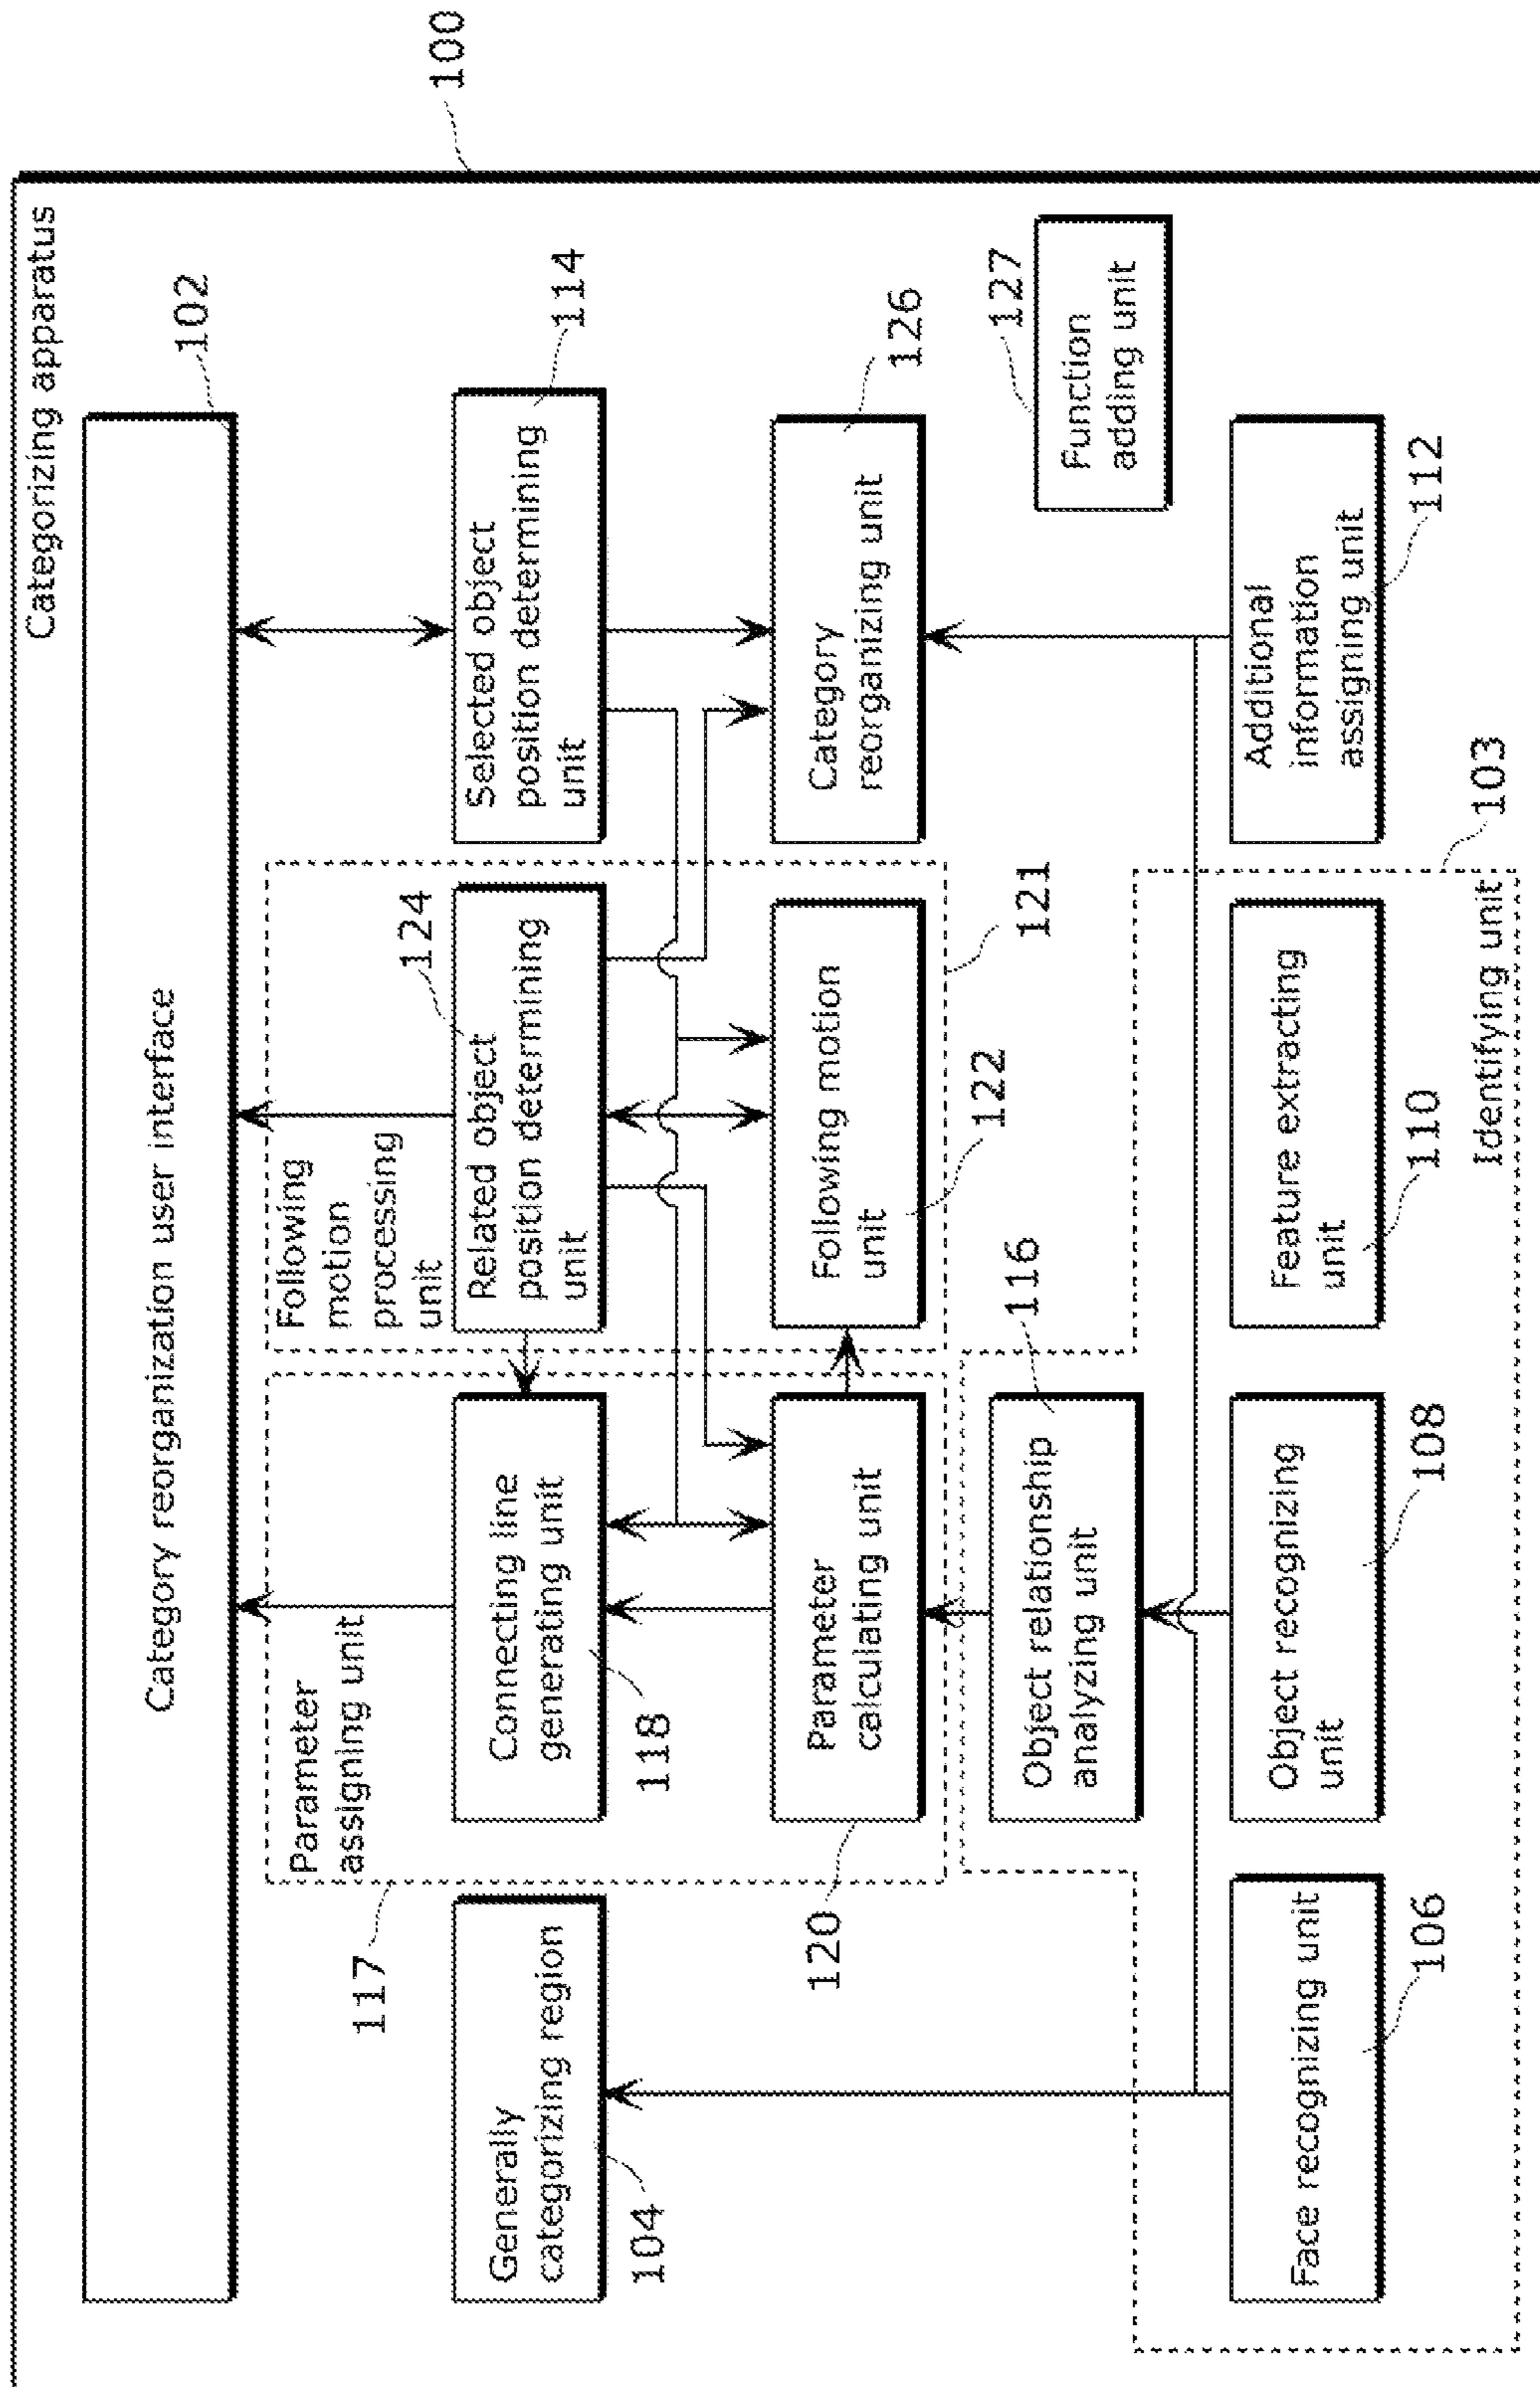 100
Categorizing apparatus
102
Category reorganization user interface
117
Parameter
assigning unit
Following
motion
processing
unit
124
114
Generally
categorizing region
104
Connecting line
generating unit
118
Related object
position determining
unit
Selected object
position determining
unit
120
Parameter
calculating unit
Following motion
unit
122
121
Category
reorganizing unit
126
116
Object relationship
analyzing unit
127
Function
adding unit
Face recognizing unit
106
Object recognizing
unit
108
Feature extracting
unit
110
Additional
information
assigning unit
112
Identifying unit
103